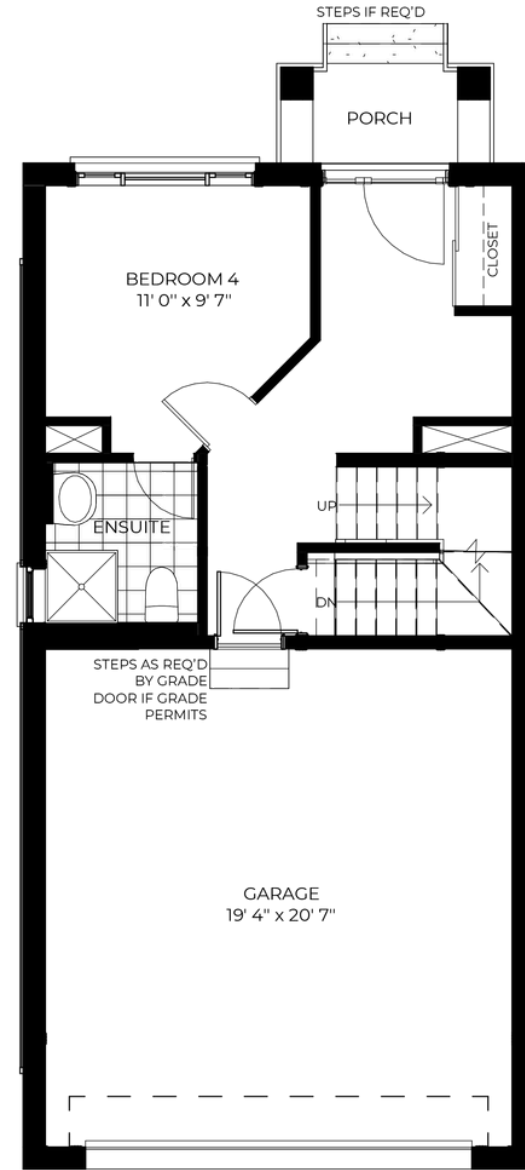 STEPS IF REQ'D
PORCH
CLOSET
BEDROOM 4
11' 0" x 9' 7"
UP
ENSUITE
DN
STEPS AS REQ'D
BY GRADE
DOOR IF GRADE
PERMITS
GARAGE
19' 4" x 20' 7"